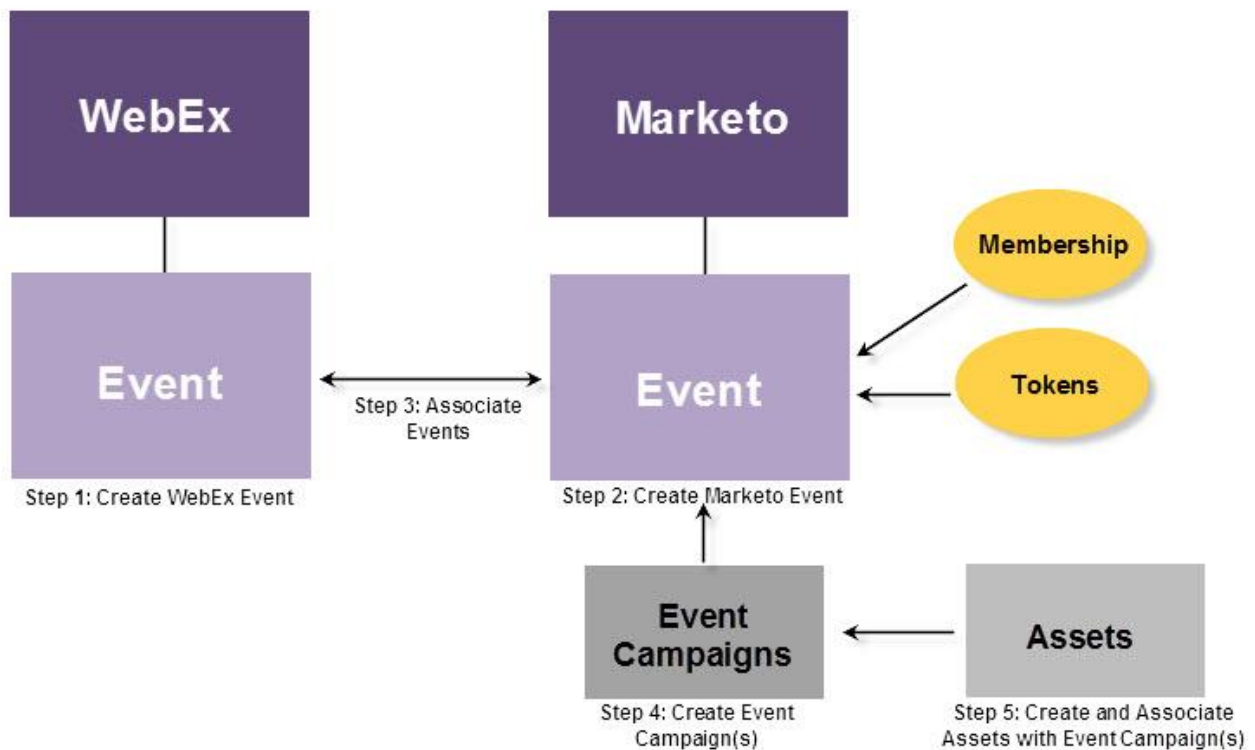 WebEx
Marketo
Membership
Event
Event
Tokens
Step 3: Associate
Events
Step 1: Create WebEx Event
Step 2: Create Marketo Event
Event
Campaigns
Assets
Step 4: Create Event
Campaign(s)
Step 5: Create and Associate
Assets with Event Campaign(s)